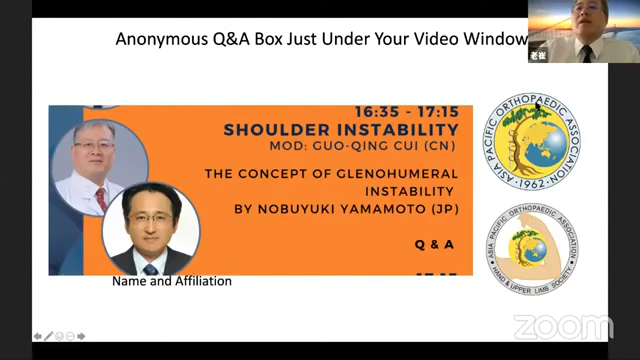 Anonymous Q&A Box Just Under Your Video Window
老崔
16:35 - 17:15
SHOULDER INSTABILITY
MOD: GUO-QING CUI (CN)
THE CONCEPT OF GLENOHUMERAL
INSTABILITY
BY NOBUYUKI YAMAMOTO (JP)
Q & A
Name and Affiliation
ASIA PACIFIC ORTHOPAEDIC ASSOCIATION
1962
ASIA PACIFIC ORTHOPAEDIC ASSOCIATION
HAND & UPPER LIMB SOCIETY
zoom